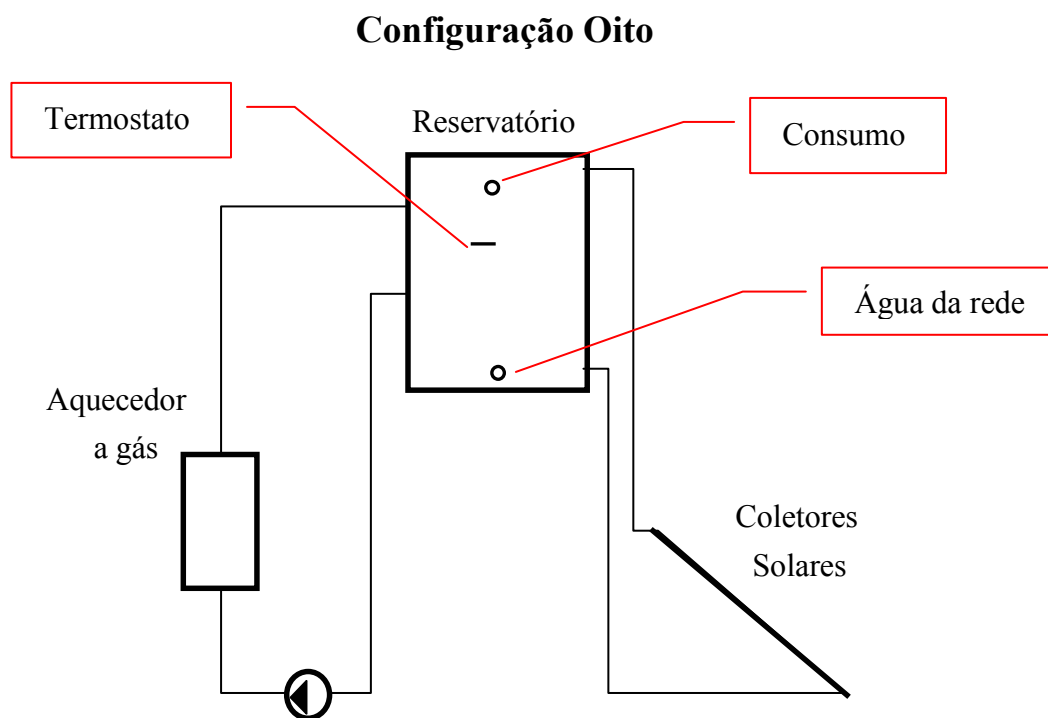 Configuração Oito
Termostato
Reservatório
Consumo
Água da rede
Aquecedor
a gás
Coletores
Solares